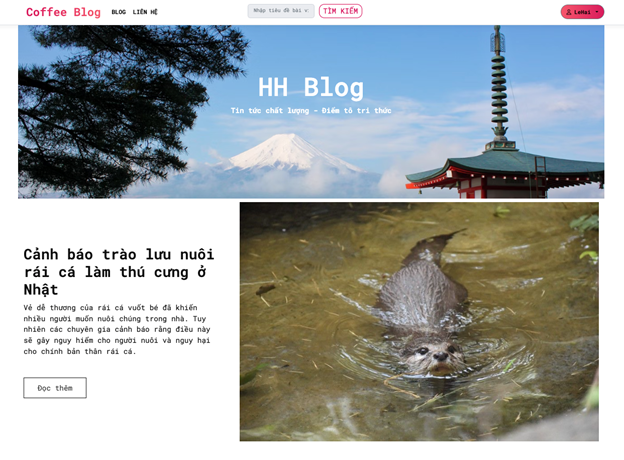 Coffee Blog BLOG LIÊN HỆ Nhập tiêu đề bài v TÌM KIẾM LeHai
HH Blog
Tin tức chất lượng - Điểm tô tri thức
Cảnh báo trào lưu nuôi
rái cá làm thú cưng ở
Nhật
Vẻ dễ thương của rái cá vuốt bé đã khiến
nhiều người muốn nuôi chúng trong nhà. Tuy
nhiên các chuyên gia cảnh báo rằng điều này
sẽ gây nguy hiểm cho người nuôi và nguy hại
cho chính bản thân rái cá.
Đọc thêm